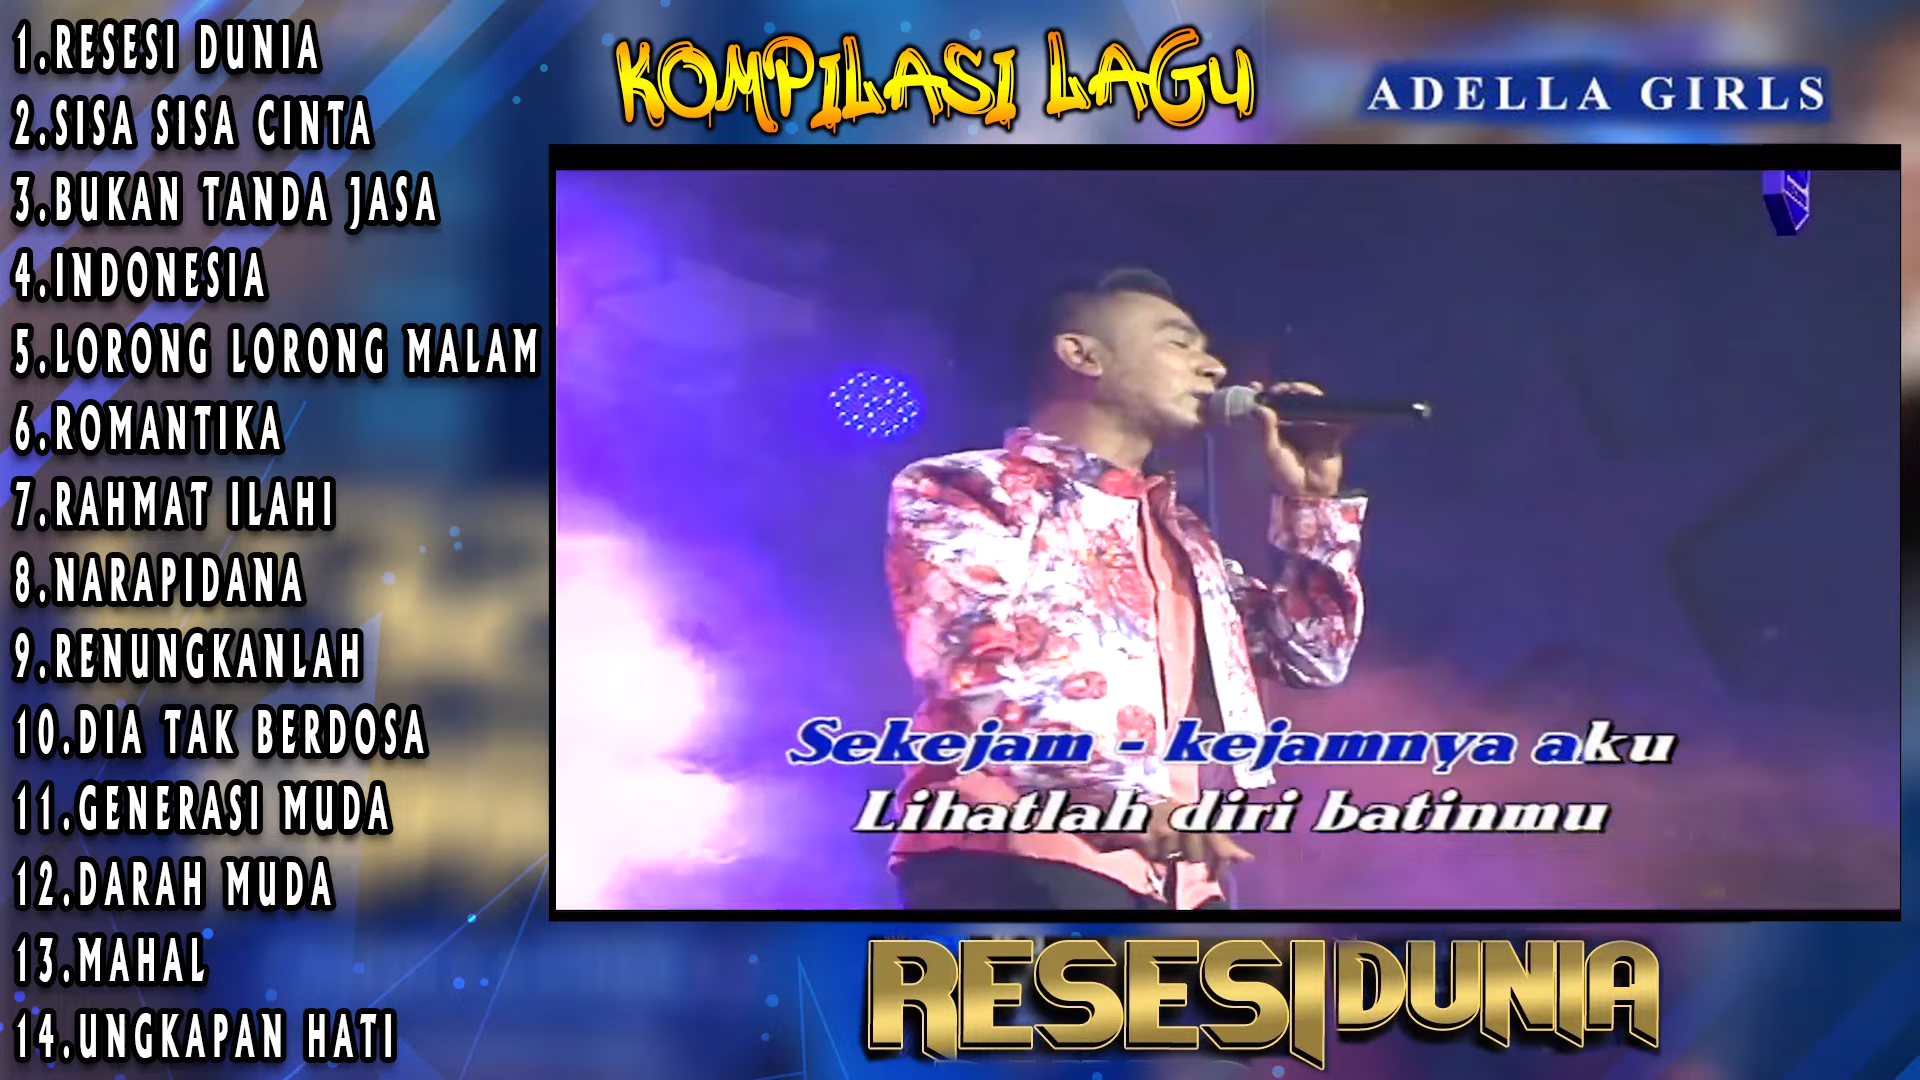 1.RESESI DUNIA
2.SISA SISA CINTA
3.BUKAN TANDA JASA
4.INDONESIA
5.LORONG LORONG MALAM
6.ROMANTIKA
7.RAHMAT ILAHI
8.NARAPIDANA
9.RENUNGKANLAH
10.DIA TAK BERDOSA
11.GENERASI MUDA
12.DARAH MUDA
13.MAHAL
14.UNGKAPAN HATI
KOMPILASI LAGU
ADELLA GIRLS
Sekejam - kejamnya aku
Lihatlah diri batinmu
RESESI DUNIA